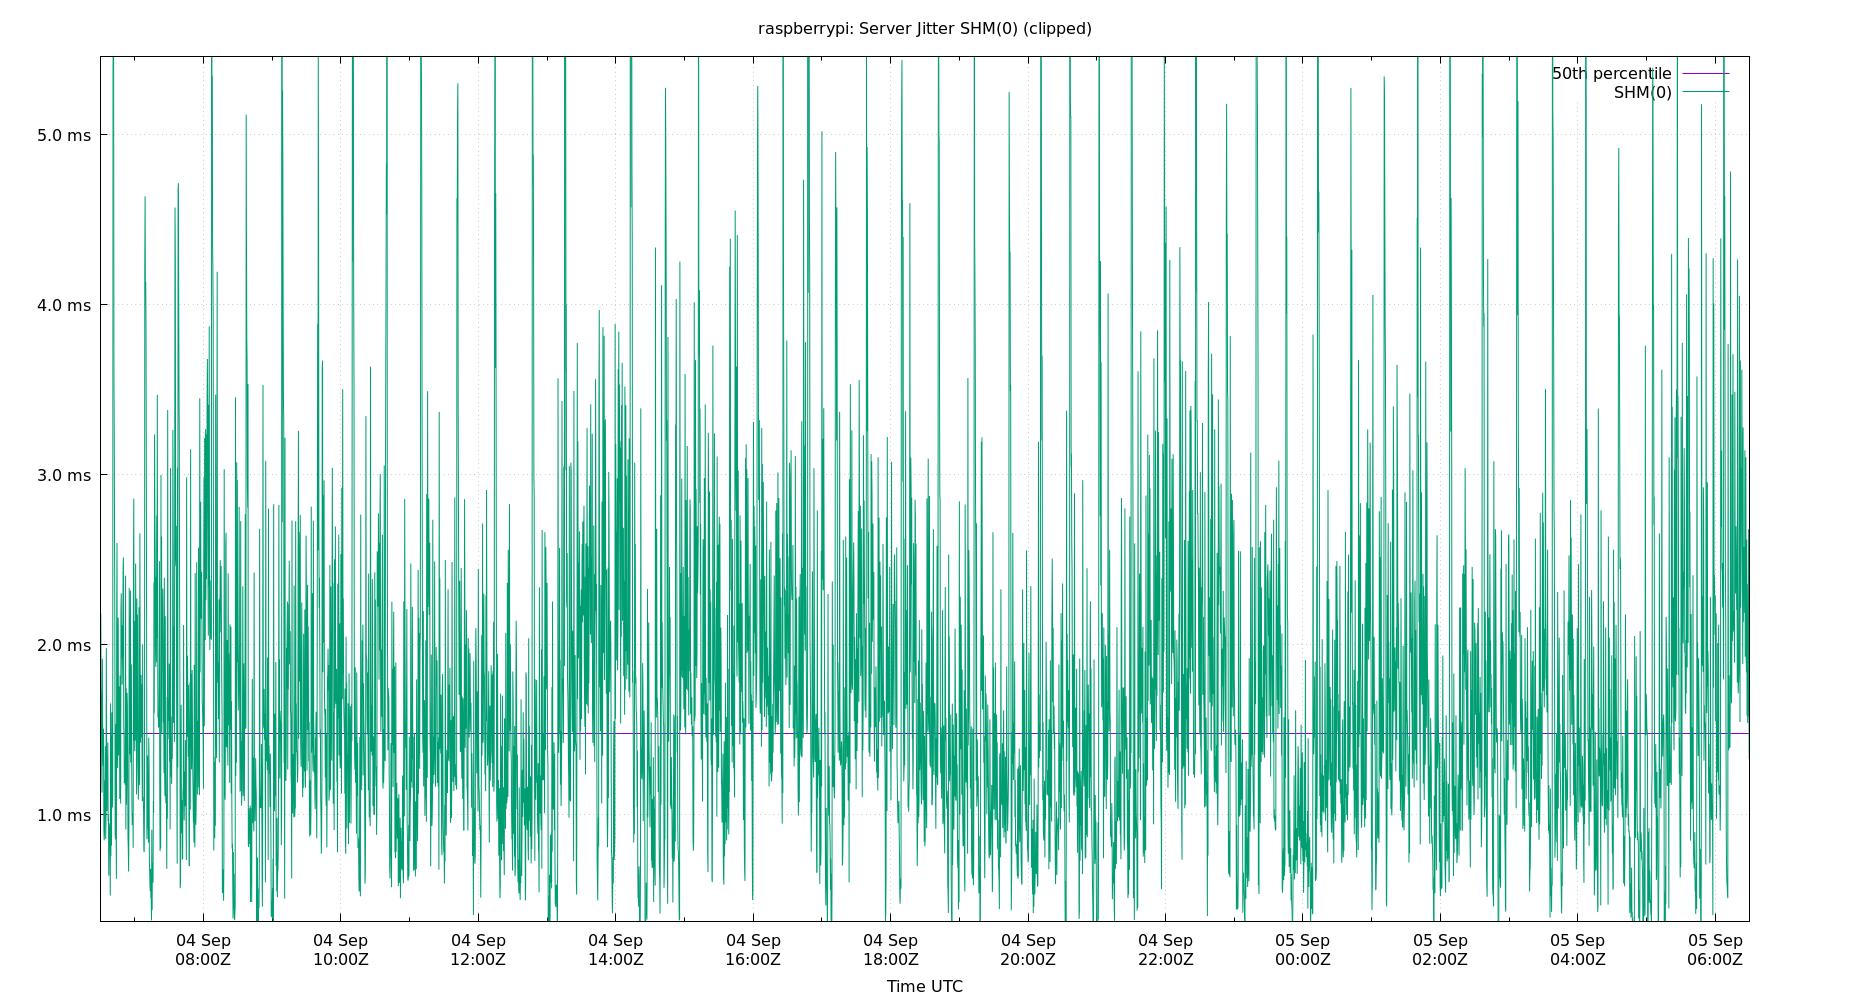 raspberrypi: Server Jitter SHM(0) (clipped)
50th percentile
SHM(0)
5.0 ms
4.0 ms
3.0 ms
2.0 ms
1.0 ms
04 Sep 04 Sep 04 Sep 04 Sep 04 Sep 04 Sep 04 Sep 04 Sep 05 Sep 05 Sep 05 Sep 05 Sep
08:00Z 10:00Z 12:00Z 14:00Z 16:00Z 18:00Z 20:00Z 22:00Z 00:00Z 02:00Z 04:00Z 06:00Z
Time UTC